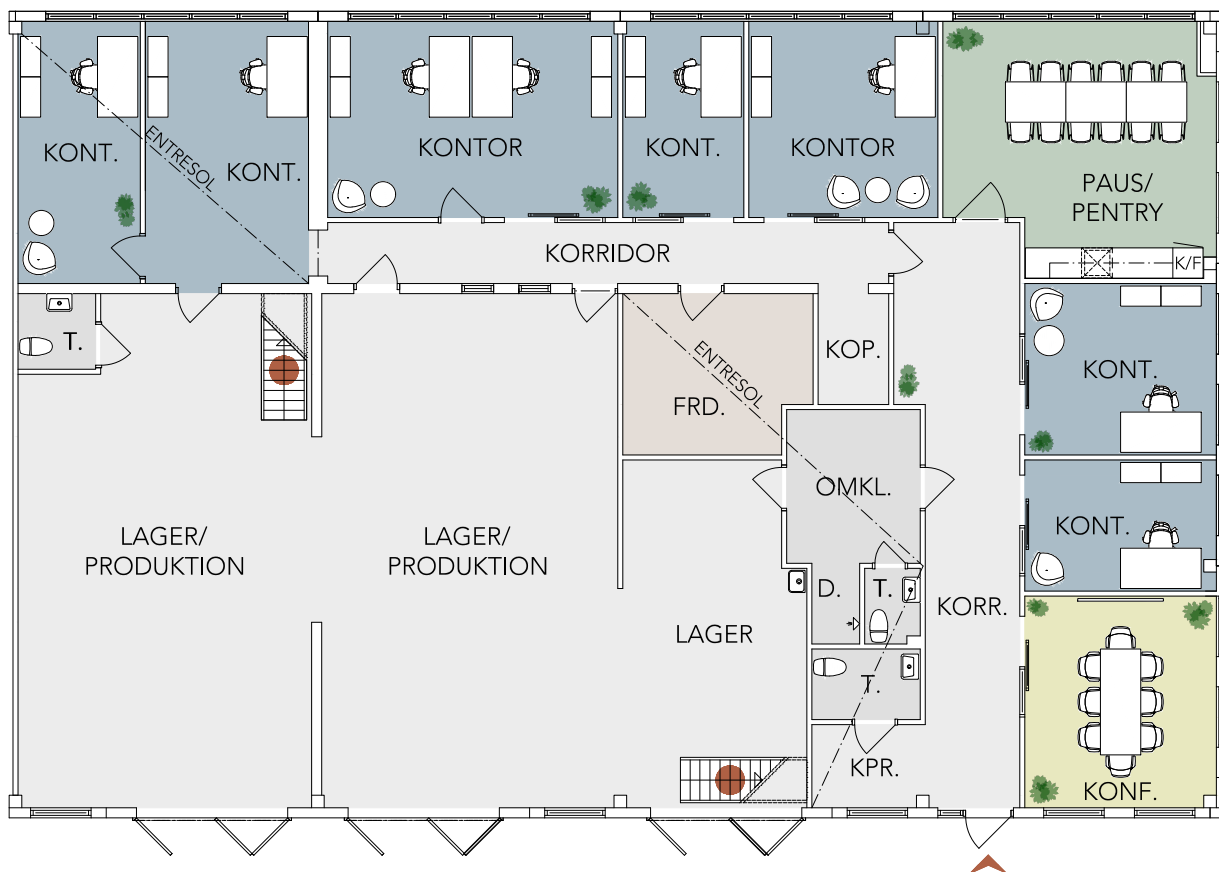 KONT.
ENTRESOL
KONT.
KONTOR
KONT.
KONTOR
PAUS/
PENTRY
K/F
KORRIDOR
T.
KOP.
ENTRESOL
FRD.
KONT.
OMKL.
KONT.
LAGER/
PRODUKTION
LAGER/
PRODUKTION
D.
T.
KORR.
LAGER
T.
KPR.
KONF.